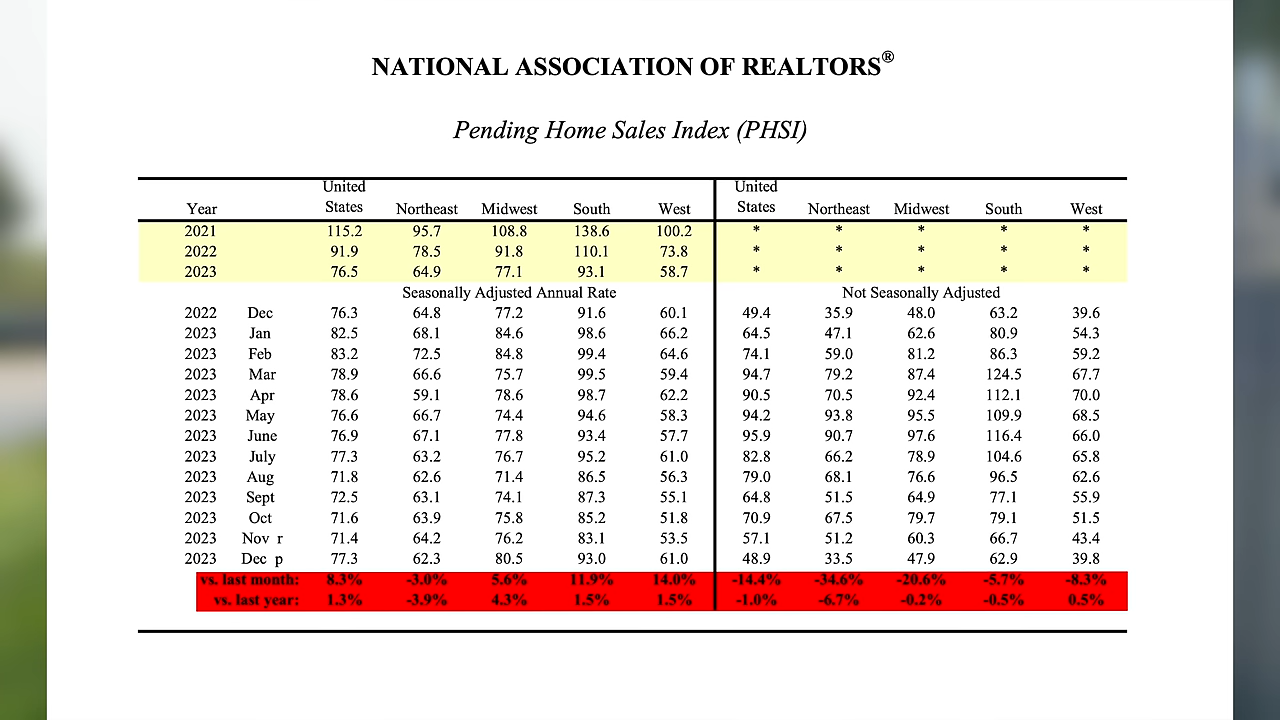 NATIONAL ASSOCIATION OF REALTORS®
Pending Home Sales Index (PHSI)
United United
Year States Northeast Midwest South West States Northeast Midwest South West
2021 115.2 95.7 108.8 138.6 100.2 * * * * *
2022 91.9 78.5 91.8 110.1 73.8 * * * * *
2023 76.5 64.9 77.1 93.1 58.7 * * * * *
Seasonally Adjusted Annual Rate Not Seasonally Adjusted
2022 Dec 76.3 64.8 77.2 91.6 60.1 49.4 35.9 48.0 63.2 39.6
2023 Jan 82.5 68.1 84.6 98.6 66.2 64.5 47.1 62.6 80.9 54.3
2023 Feb 83.2 72.5 84.8 99.4 64.6 74.1 59.0 81.2 86.3 59.2
2023 Mar 78.9 66.6 75.7 99.5 59.4 94.7 79.2 87.4 124.5 67.7
2023 Apr 78.6 59.1 78.6 98.7 62.2 90.5 70.5 92.4 112.1 70.0
2023 May 76.6 66.7 74.4 94.6 58.3 94.2 93.8 95.5 109.9 68.5
2023 June 76.9 67.1 77.8 93.4 57.7 95.9 90.7 97.6 116.4 66.0
2023 July 77.3 63.2 76.7 95.2 61.0 82.8 66.2 78.9 104.6 65.8
2023 Aug 71.8 62.6 71.4 86.5 56.3 79.0 68.1 76.6 96.5 62.6
2023 Sept 72.5 63.1 74.1 87.3 55.1 64.8 51.5 64.9 77.1 55.9
2023 Oct 71.6 63.9 75.8 85.2 51.8 70.9 67.5 79.7 79.1 51.5
2023 Nov r 71.4 64.2 76.2 83.1 53.5 57.1 51.2 60.3 66.7 43.4
2023 Dec p 77.3 62.3 80.5 93.0 61.0 48.9 33.5 47.9 62.9 39.8
vs. last month: 8.3% -3.0% 5.6% 11.9% 14.0% -14.4% -34.6% -20.6% -5.7% -8.3%
vs. last year: 1.3% -3.9% 4.3% 1.5% 1.5% -1.0% -6.7% -0.2% -0.5% 0.5%